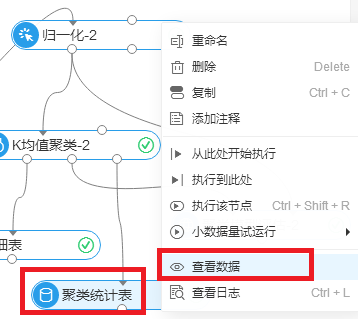 归一化-2
K均值聚类-2
细表
聚类统计表
重命名
删除 Delete
复制 Ctrl + C
添加注释
从此处开始执行
执行到此处
执行该节点 Ctrl + Shift + R
小数据量试运行
查看数据
查看日志 Ctrl + L